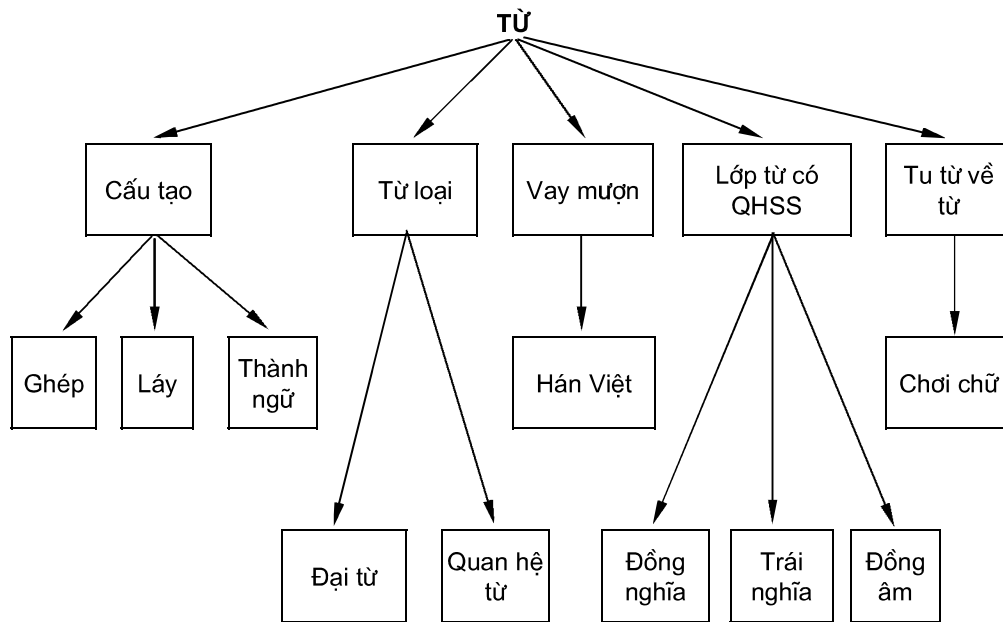 TỪ
Cấu tạo
Từ loại
Vay mượn
Lớp từ có
QHSS
Tu từ về
từ
Ghép
Láy
Thành
ngữ
Hán Việt
Chơi chữ
Đại từ
Quan hệ
từ
Đồng
nghĩa
Trái
nghĩa
Đồng
âm